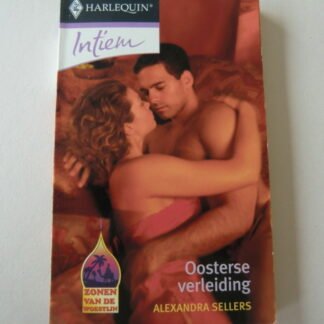 HARLEQUIN®
Intiem
Oosterse
verleiding
ALEXANDRA SELLERS
ZONEN
VAN DE
WOESTIJN